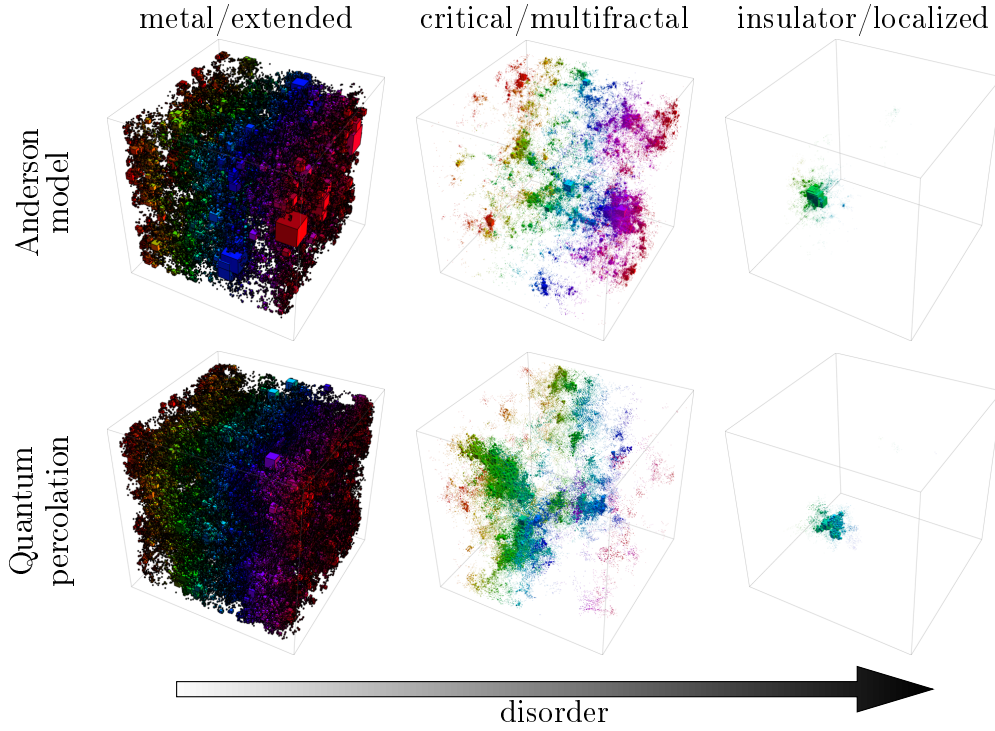 metal/extended
critical/multifractal
insulator/localized
Anderson
model
Quantum
percolation
disorder